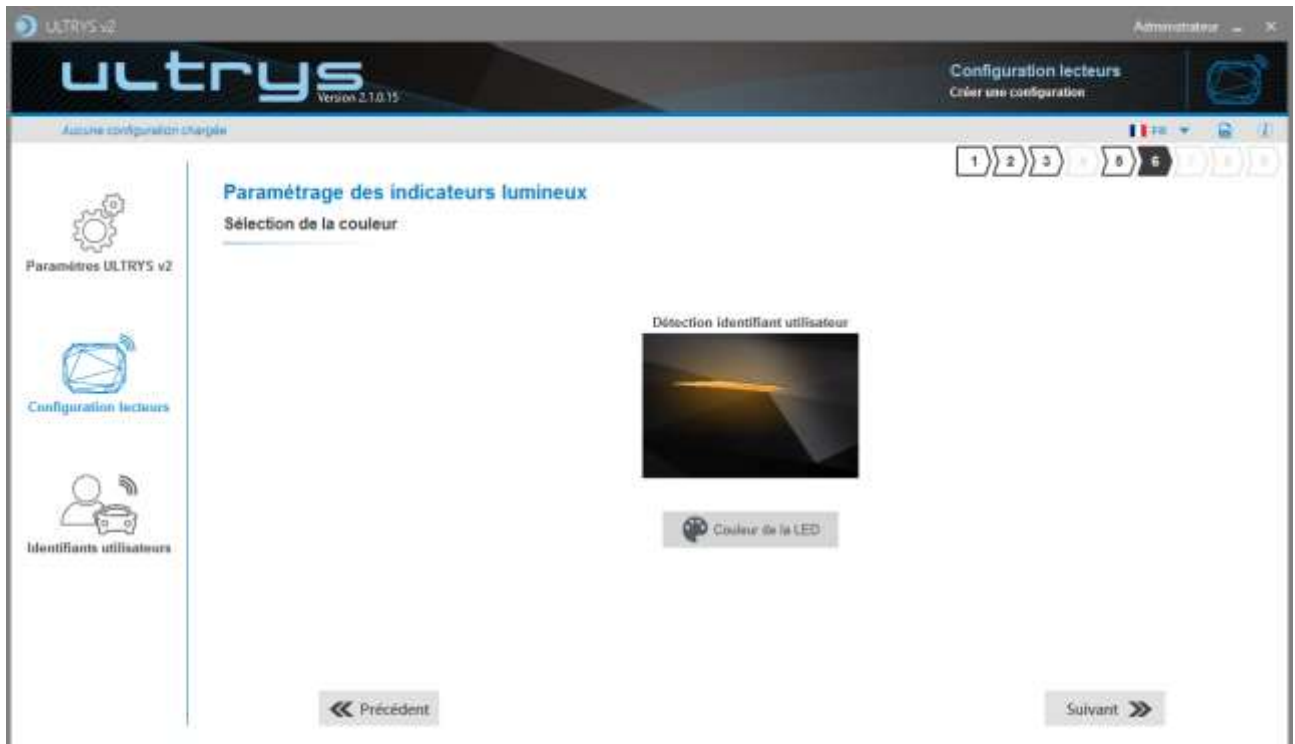 ULTRYS v2
Administrateur
ultrys
Version 2.1.0.15
Configuration lecteurs
Créer une configuration
Aucune configuration chargée
FR
1 2 3 5 6
Paramétrage des indicateurs lumineux
Sélection de la couleur
Paramètres ULTRYS v2
Détection identifiant utilisateur
Configuration lecteurs
Couleur de la LED
Identifiants utilisateurs
Précédent
Suivant